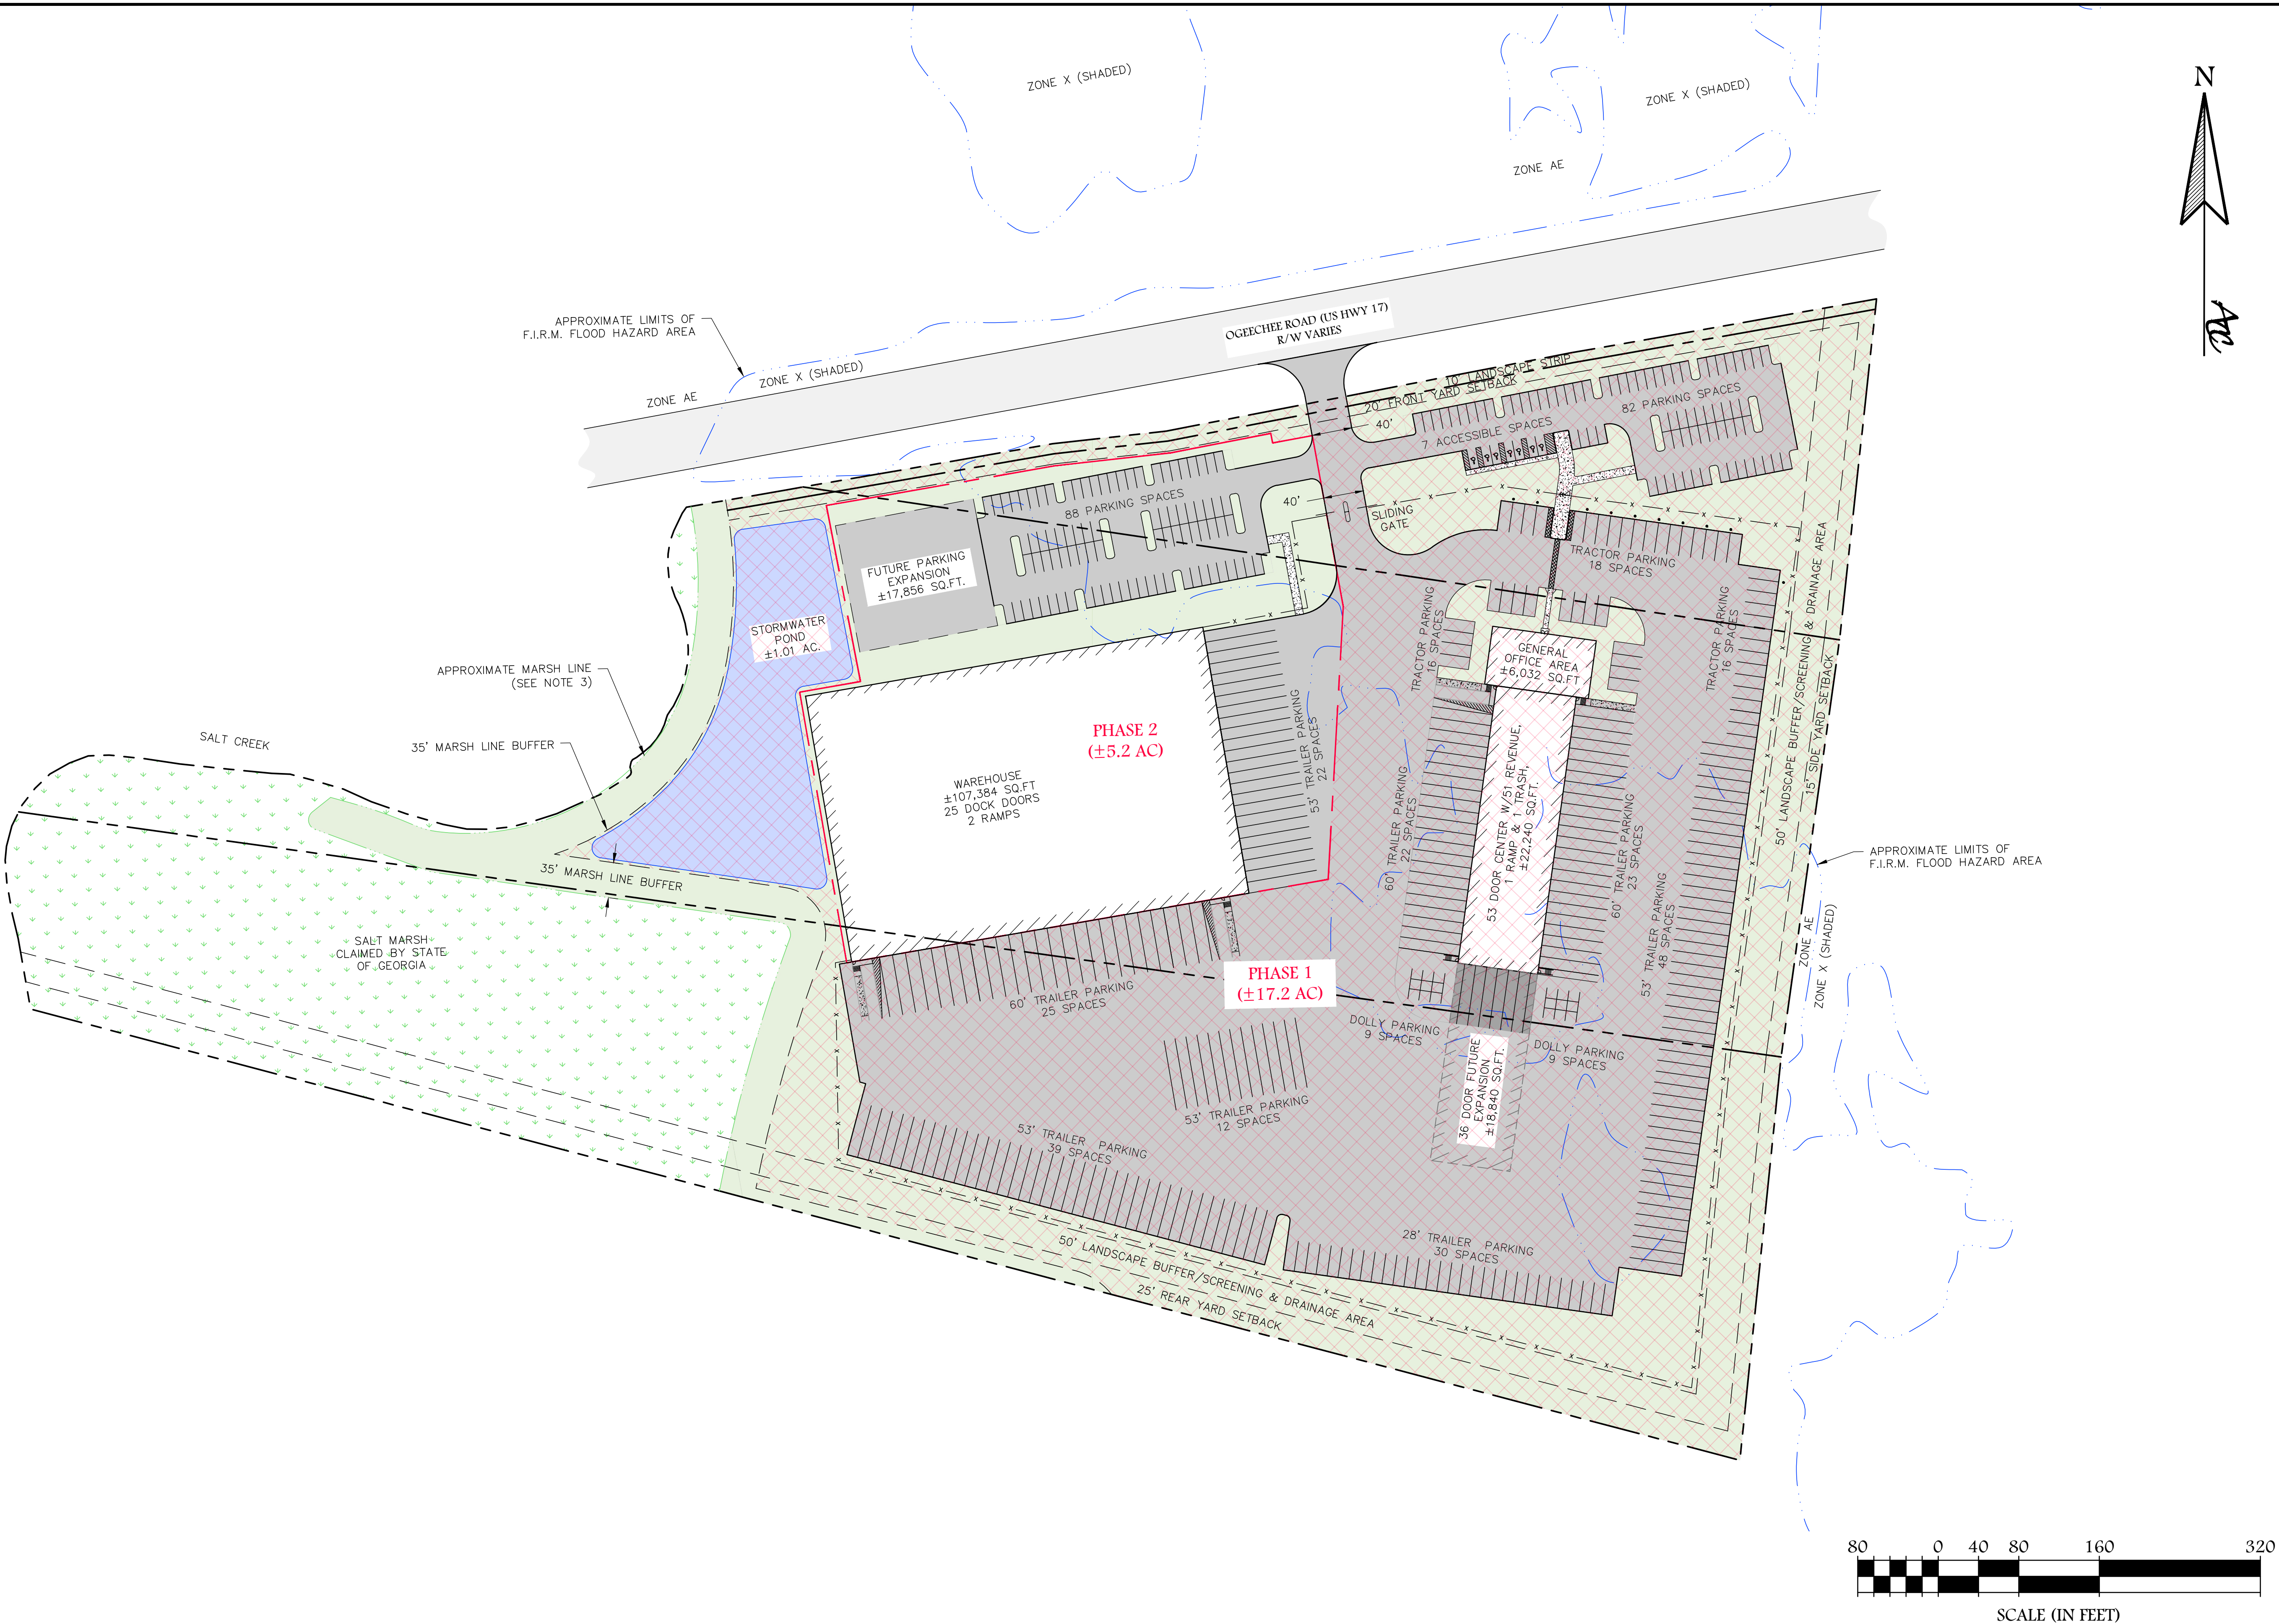 ZONE X (SHADED)
ZONE X (SHADED)
ZONE AE
N
APPROXIMATE LIMITS OF
F.I.R.M. FLOOD HAZARD AREA
ZONE X (SHADED)
ZONE AE
OGEECHEE ROAD (US HWY 17)
R/W VARIES
10' LANDSCAPE STRIP
20' FRONT YARD SETBACK
40'
82 PARKING SPACES
7 ACCESSIBLE SPACES
88 PARKING SPACES
40'
SLIDING
GATE
FUTURE PARKING
EXPANSION
±17,856 SQ.FT.
TRACTOR PARKING
18 SPACES
TRACTOR PARKING
16 SPACES
TRACTOR PARKING
16 SPACES
STORMWATER
POND
±1.01 AC.
GENERAL
OFFICE AREA
±6,032 SQ.FT
APPROXIMATE MARSH LINE
(SEE NOTE 3)
35' MARSH LINE BUFFER
SALT CREEK
PHASE 2
(±5.2 AC)
WAREHOUSE
±107,384 SQ.FT
25 DOCK DOORS
2 RAMPS
53' TRAILER PARKING
22 SPACES
60' TRAILER PARKING
22 SPACES
53 DOOR CENTER W/51 REVENUE,
1 RAMP & 1 TRASH,
±22,240 SQ.FT.
60' TRAILER PARKING
23 SPACES
53' TRAILER PARKING
48 SPACES
50' LANDSCAPE BUFFER/SCREENING & DRAINAGE AREA
15' SIDE YARD SETBACK
APPROXIMATE LIMITS OF
F.I.R.M. FLOOD HAZARD AREA
ZONE AE
ZONE X (SHADED)
35' MARSH LINE BUFFER
SALT MARSH
CLAIMED BY STATE
OF GEORGIA
PHASE 1
(±17.2 AC)
60' TRAILER PARKING
25 SPACES
DOLLY PARKING
9 SPACES
DOLLY PARKING
9 SPACES
36 DOOR FUTURE
EXPANSION
±18,840 SQ.FT.
53' TRAILER PARKING
12 SPACES
53' TRAILER PARKING
39 SPACES
28' TRAILER PARKING
30 SPACES
50' LANDSCAPE BUFFER/SCREENING & DRAINAGE AREA
25' REAR YARD SETBACK
80 0 40 80 160 320
SCALE (IN FEET)